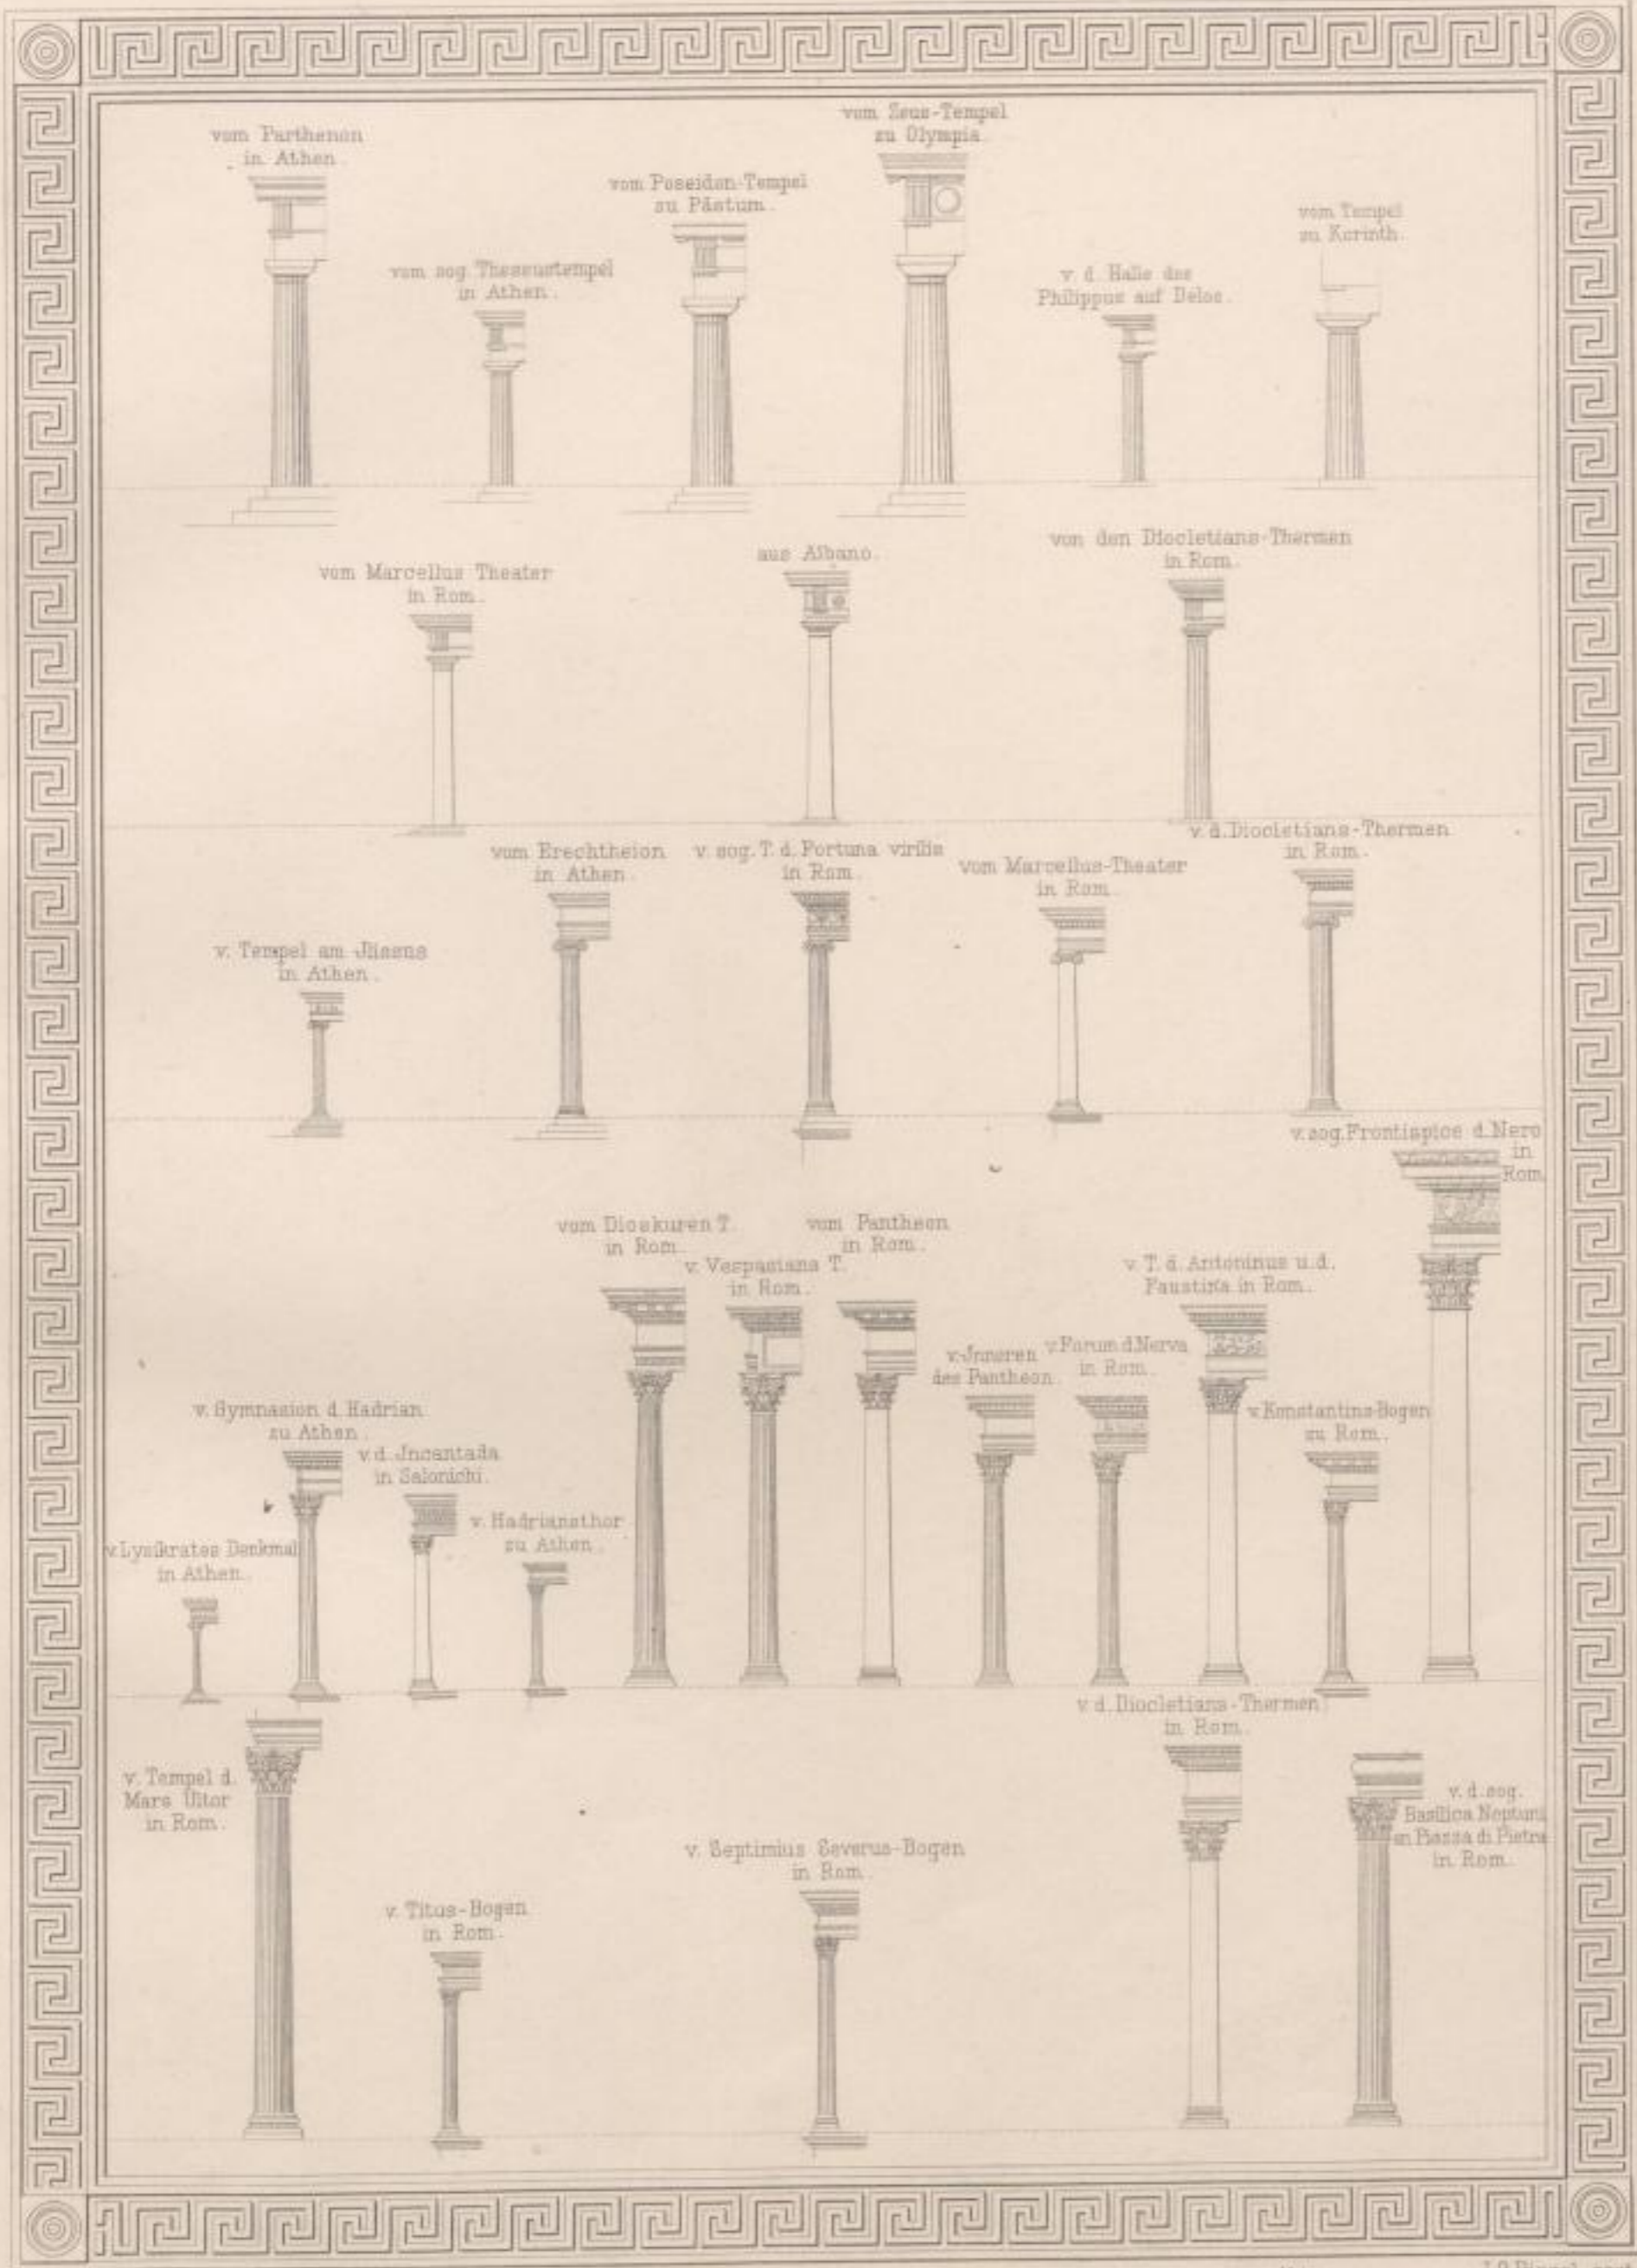 vom Parthenon
in Athen.
vom sog. Theseustempel
in Athen.
vom Poseidon-Tempel
zu Pästum.
vom Zeus-Tempel
zu Olympia.
v. d. Halle des
Philippus auf Delos.
vom Tempel
zu Korinth.
vom Marcellus Theater
in Rom.
aus Albano.
von den Diocletians-Thermen
in Rom.
v. Tempel am Jlissus
in Athen.
vom Erechtheion
in Athen.
v. sog. T. d. Fortuna virilis
in Rom.
vom Marcellus-Theater
in Rom.
v. d. Diocletians-Thermen
in Rom.
v. Lysikrates Denkmal
in Athen.
v. Gymnasion d. Hadrian
zu Athen.
v. d. Jncantada
in Salonichi.
v. Hadriansthor
zu Athen.
vom Dioskuren T.
in Rom.
v. Vespasians T.
in Rom.
vom Pantheon
in Rom.
v. Jnneren
des Pantheon.
v. Forum d. Nerva
in Rom.
v. T. d. Antoninus u. d.
Faustina in Rom.
v. Konstantins-Bogen
zu Rom.
v. sog. Frontispice d. Nero
in
Rom.
v. Tempel d.
Mars Ultor
in Rom.
v. Titus-Bogen
in Rom.
v. Septimius Severus-Bogen
in Rom.
v. d. Diocletians-Thermen
in Rom.
v. d. sog.
Basilica Neptuni
an Piazza di Pietra
in Rom.